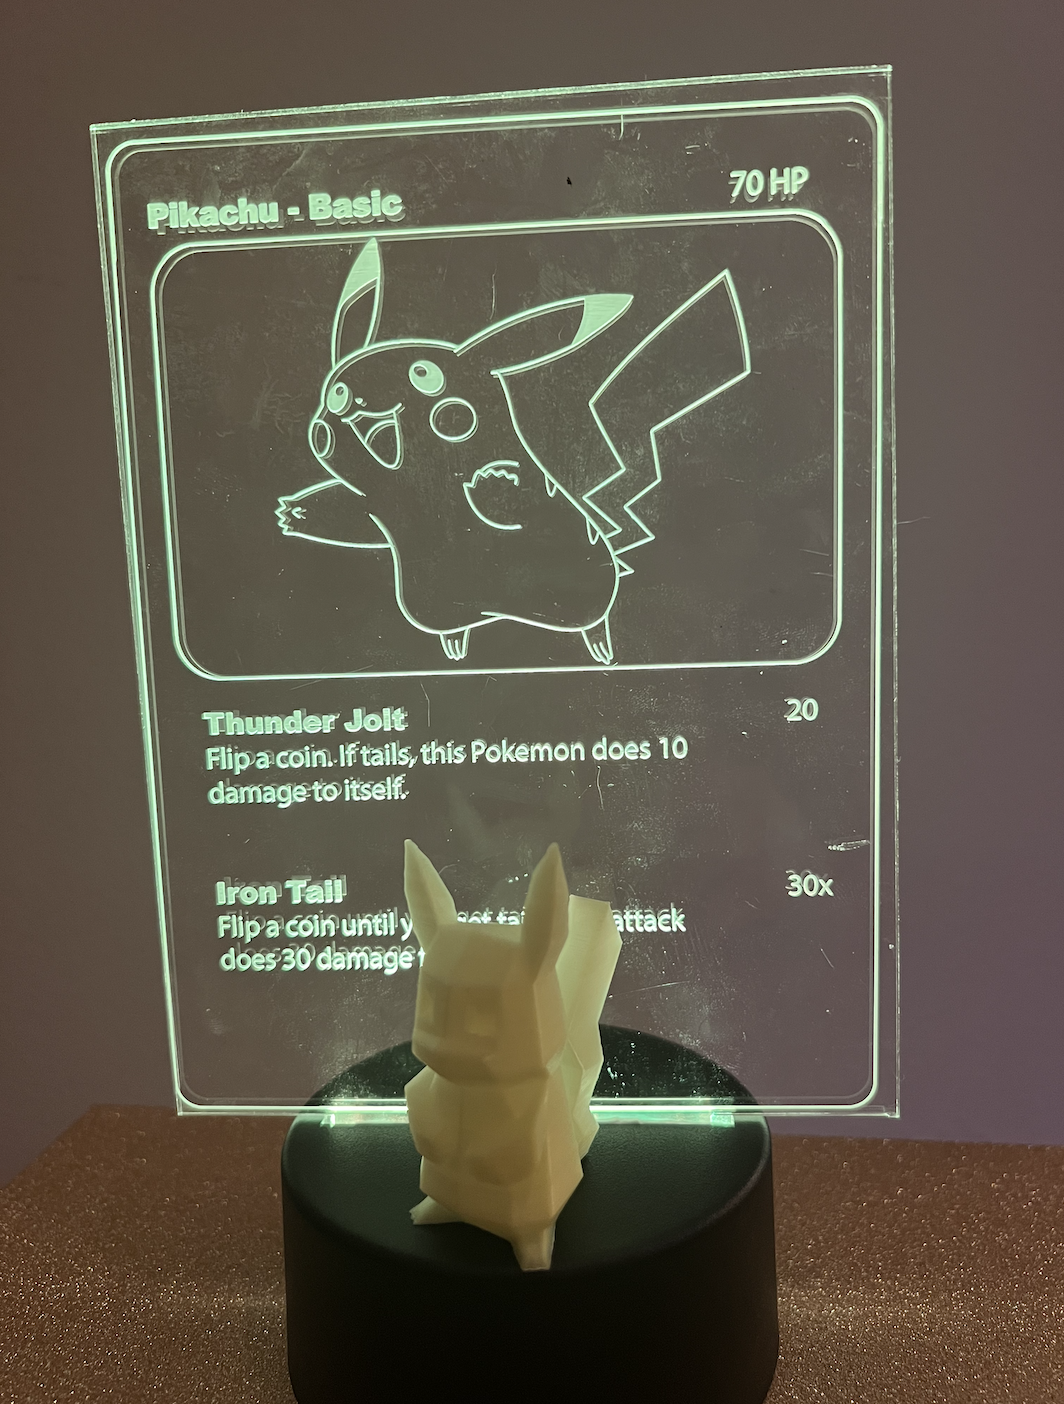 Pikachu - Basic
70 HP
Thunder Jolt
20
Flip a coin. If tails, this Pokemon does 10
damage to itself.
Iron Tail
30x
Flip a coin until attack
does 30 damage